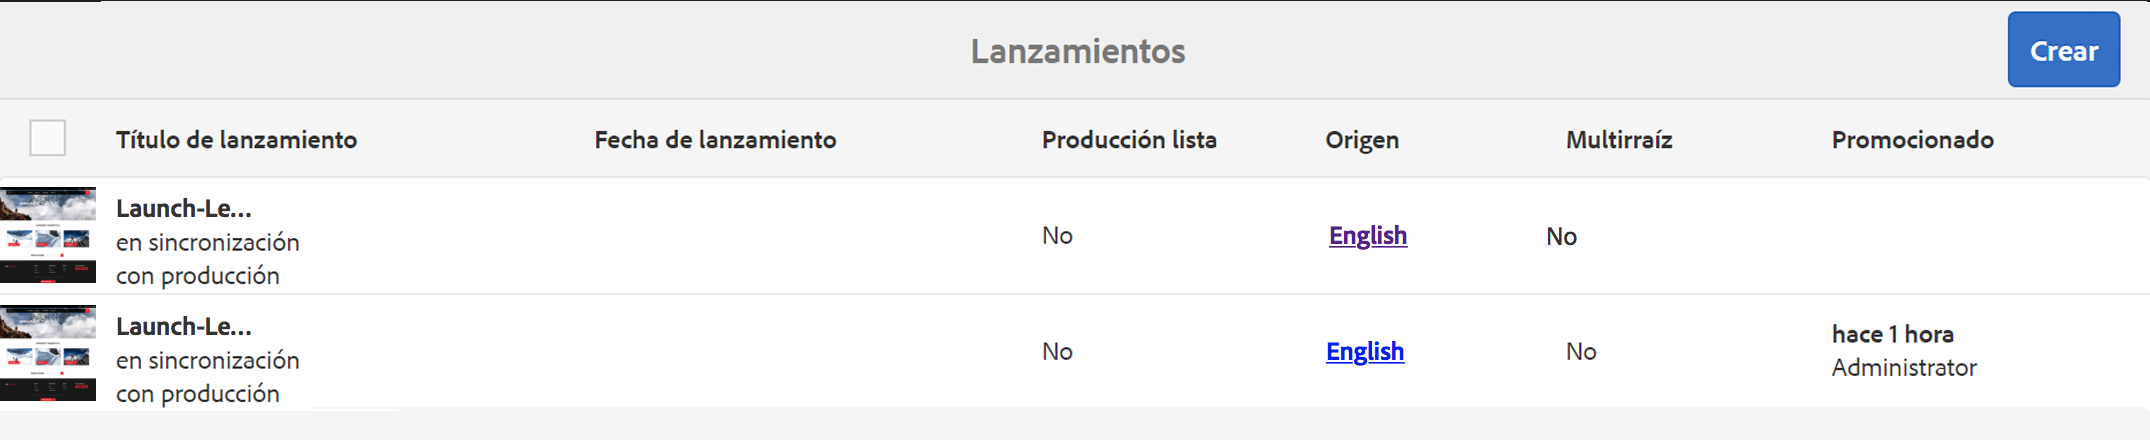 Lanzamientos
Crear
Título de lanzamiento Fecha de lanzamiento Producción lista Origen Multirraíz Promocionado
Launch-Le...
en sincronización
con producción
No English No
Launch-Le...
en sincronización
con producción
No English No
hace 1 hora
Administrator